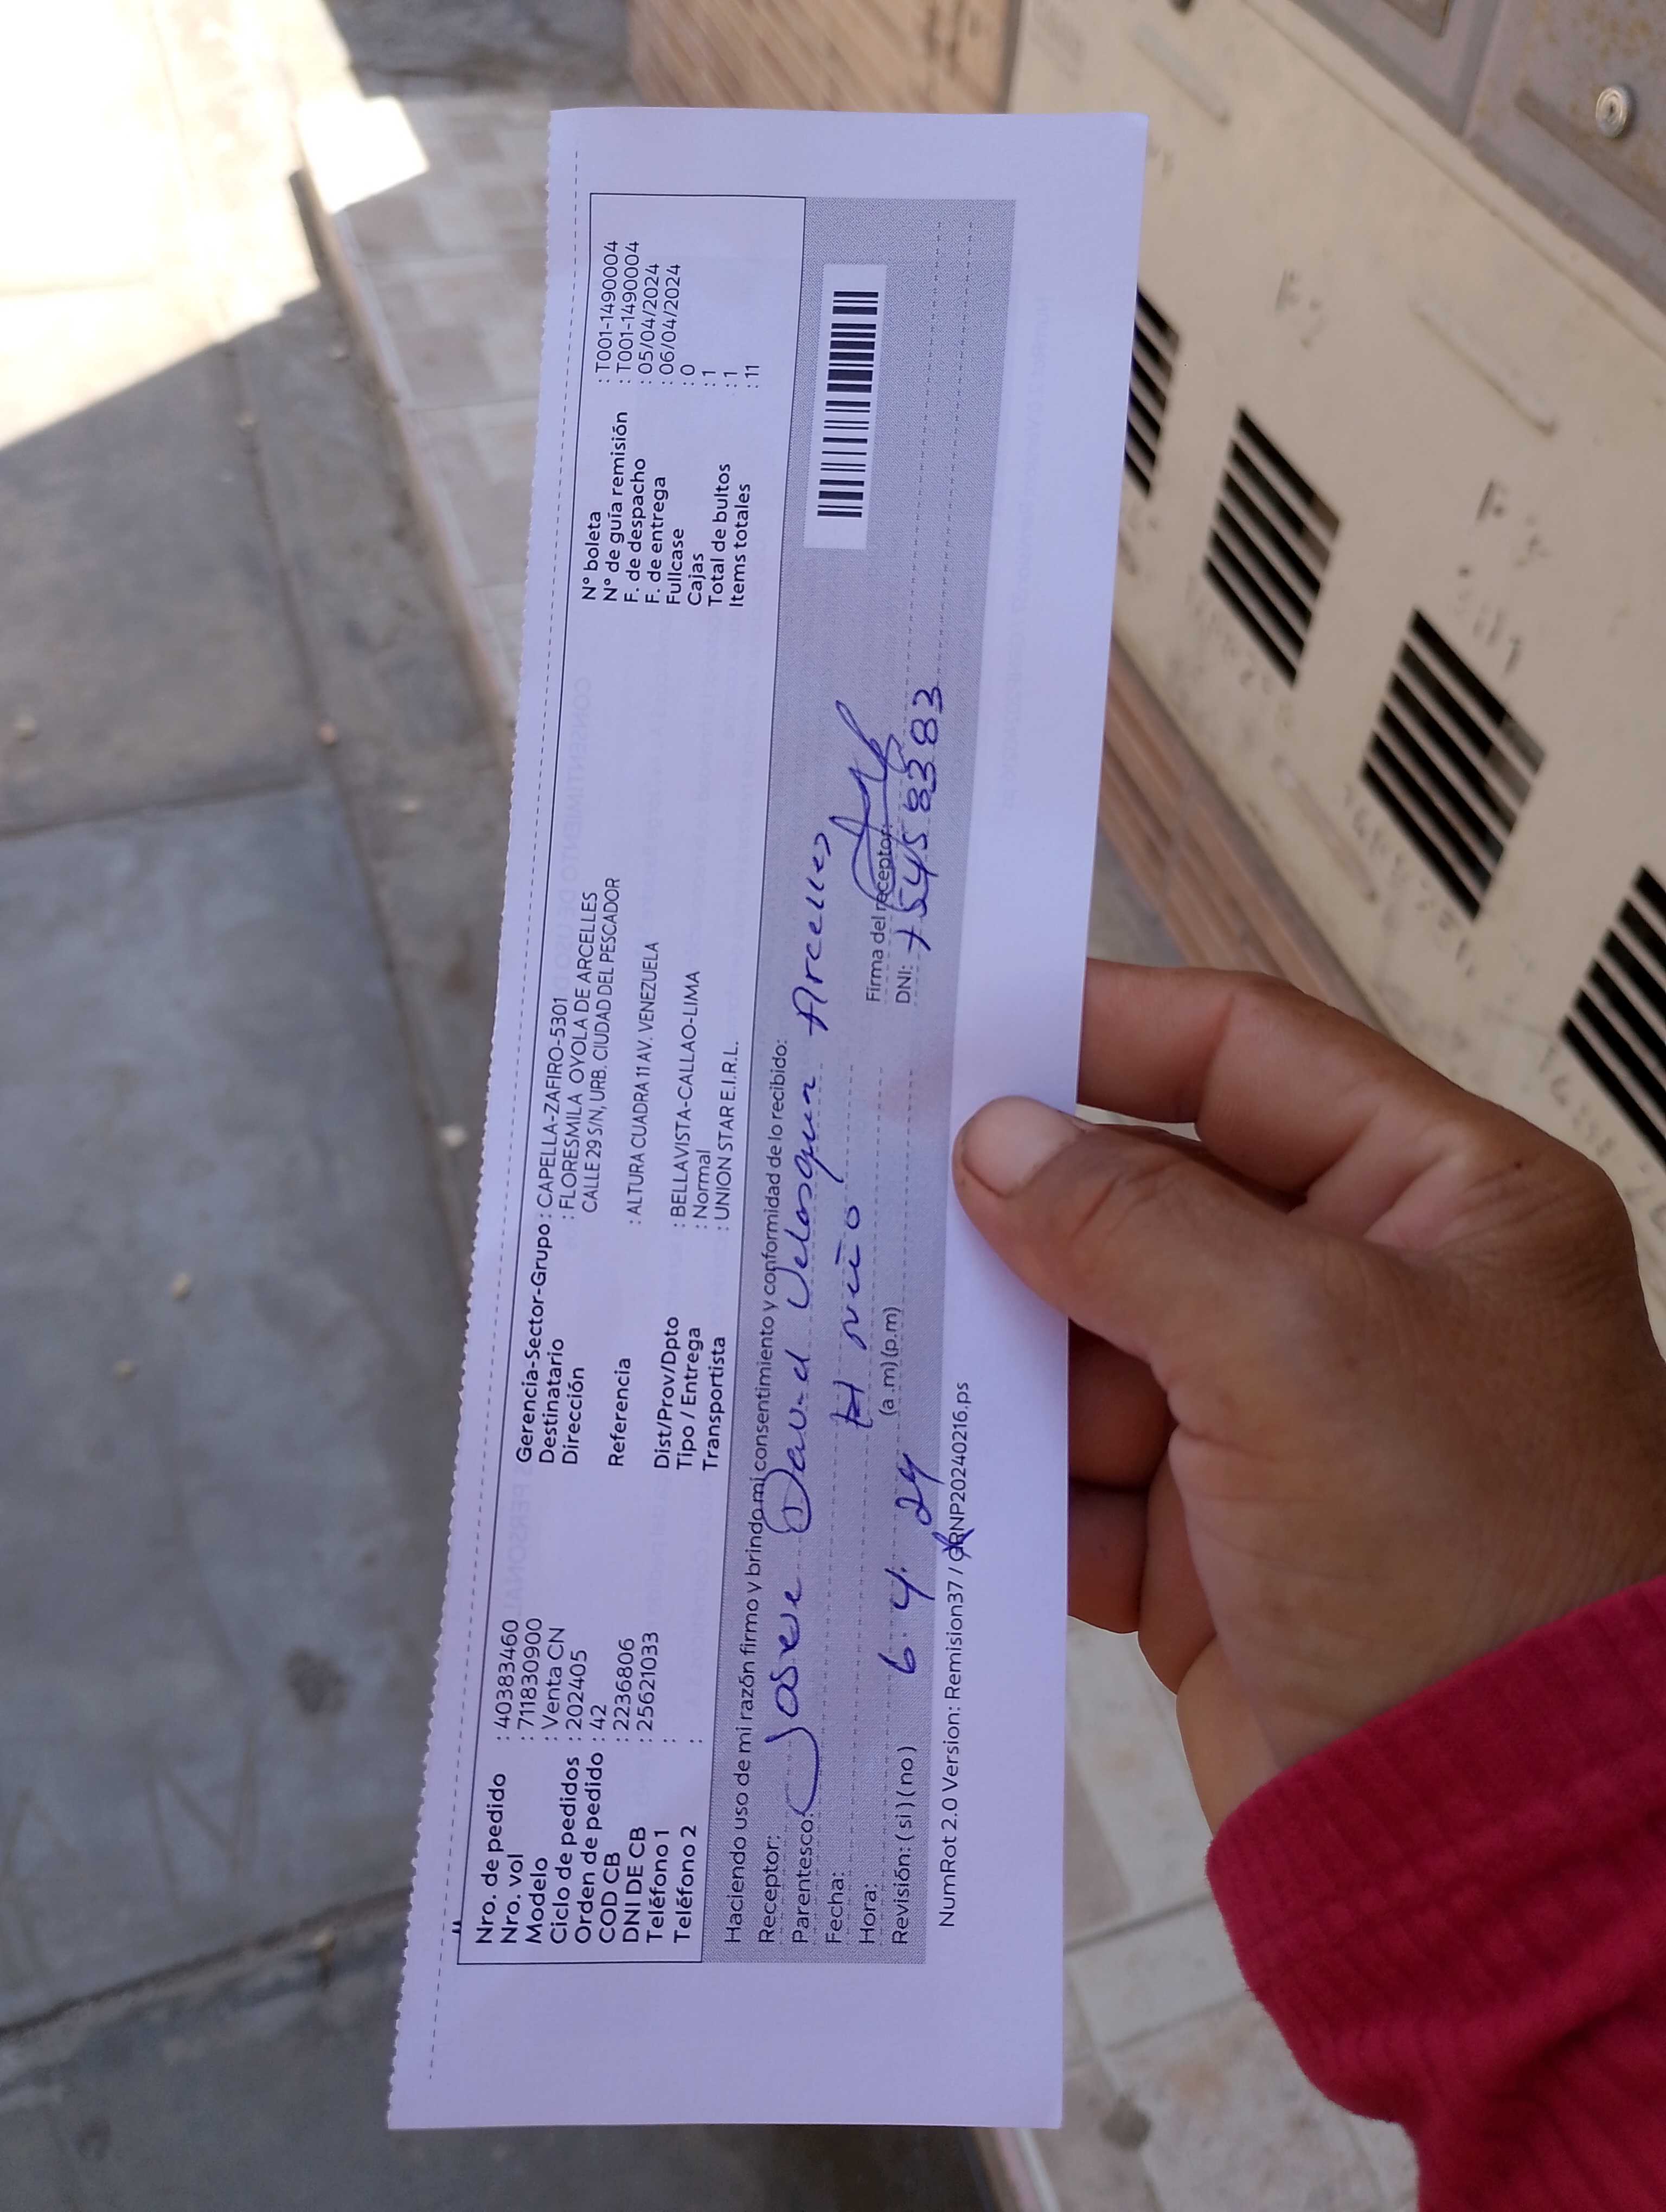 Nro. de pedido : 40383460
Nro. vol : 711830900
Modelo : Venta CN
Ciclo de pedidos : 202405
Orden de pedido : 42
COD CB : 2236806
DNI DE CB : 25621033
Teléfono 1 :
Teléfono 2 :
Gerencia-Sector-Grupo : CAPELLA-ZAFIRO-5301
Destinatario : FLORESMILA OYOLA DE ARCELLES
Dirección CALLE 29 S/N, URB. CIUDAD DEL PESCADOR
Referencia : ALTURA CUADRA 11 AV. VENEZUELA
Dist/Prov/Dpto : BELLAVISTA-CALLAO-LIMA
Tipo / Entrega : Normal
Transportista : UNION STAR E.I.R.L.
N° boleta : T001-1490004
N° de guía remisión : T001-1490004
F. de despacho : 05/04/2024
F. de entrega : 06/04/2024
Fullcase : 0
Cajas : 1
Total de bultos : 1
Items totales : 11
Haciendo uso de mi razón firmo y brindo mi consentimiento y conformidad de lo recibido:
Receptor: David Arcelles
Parentesco:
Fecha: 6. 4. 24
Hora: (a.m) (p.m)
Firma del receptor:
Revisión: ( si ) ( no )
DNI: 75458383
NumRot 2.0 Version: Remision37 / GRNP20240216.ps